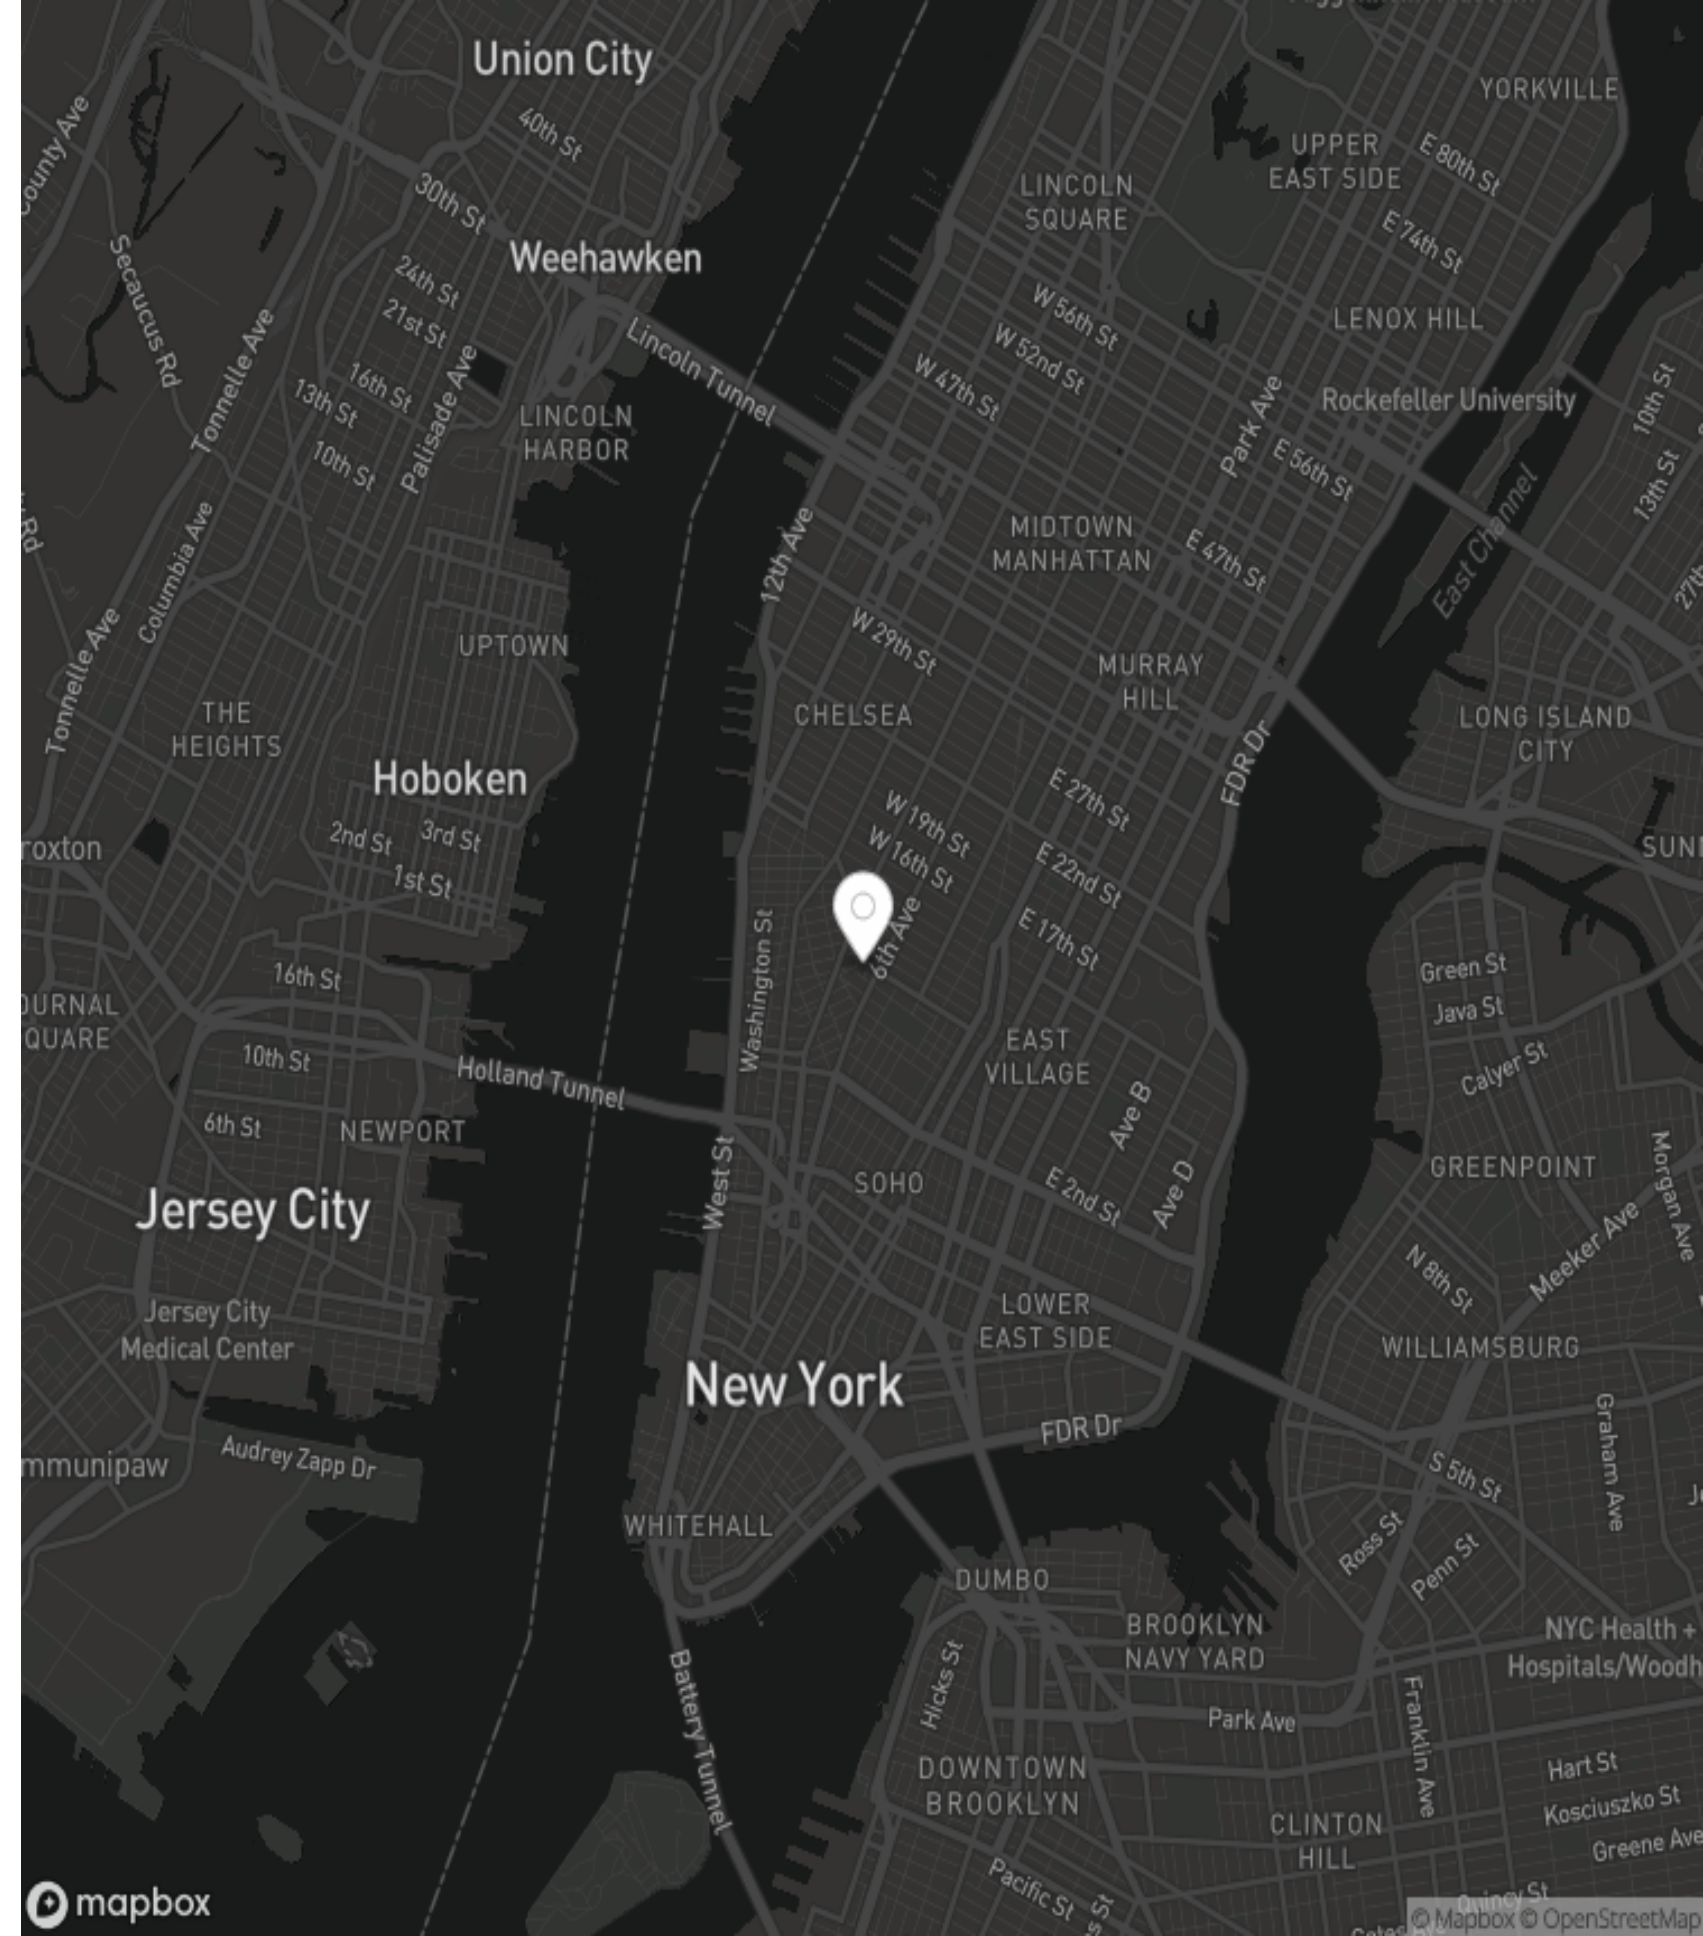 Union City
YORKVILLE
County Ave
40th St
UPPER
EAST SIDE
E 80th St
30th St
LINCOLN
SQUARE
E 74th St
Weehawken
Secaucus Rd
24th St
21st St
W 56th St
LENOX HILL
Lincoln Tunnel
W 52nd St
Tonnelle Ave
16th St
13th St
Palisade Ave
W 47th St
Park Ave
Rockefeller University
10th St
LINCOLN
HARBOR
10th St
E 56th St
13th St
Rd
Columbia Ave
12th Ave
MIDTOWN
MANHATTAN
E 47th St
East Channel
27th
Tonnelle Ave
UPTOWN
W 29th St
MURRAY
HILL
THE
HEIGHTS
CHELSEA
LONG ISLAND
CITY
Hoboken
FDR Dr
E 27th St
2nd St
3rd St
W 19th St
roxton
W 16th St
SUN
1st St
E 22nd St
6th Ave
E 17th St
Washington St
16th St
Green St
OURNAL
QUARE
Java St
10th St
EAST
VILLAGE
Calyer St
Holland Tunnel
6th St
NEWPORT
Ave B
West St
SOHO
E 2nd St
Ave D
GREENPOINT
Morgan Ave
Jersey City
Meeker Ave
N 8th St
Jersey City
Medical Center
LOWER
EAST SIDE
WILLIAMSBURG
New York
FDR Dr
Graham Ave
mmunipaw
Audrey Zapp Dr
S 5th St
WHITEHALL
Ross St
Penn St
DUMBO
BROOKLYN
NAVY YARD
NYC Health +
Hospitals/Woodh
Hicks St
Battery Tunnel
Park Ave
Franklin Ave
DOWNTOWN
BROOKLYN
Hart St
Kosciuszko St
CLINTON
HILL
Greene Ave
Pacific St
Quincy St
mapbox
© Mapbox © OpenStreetMap